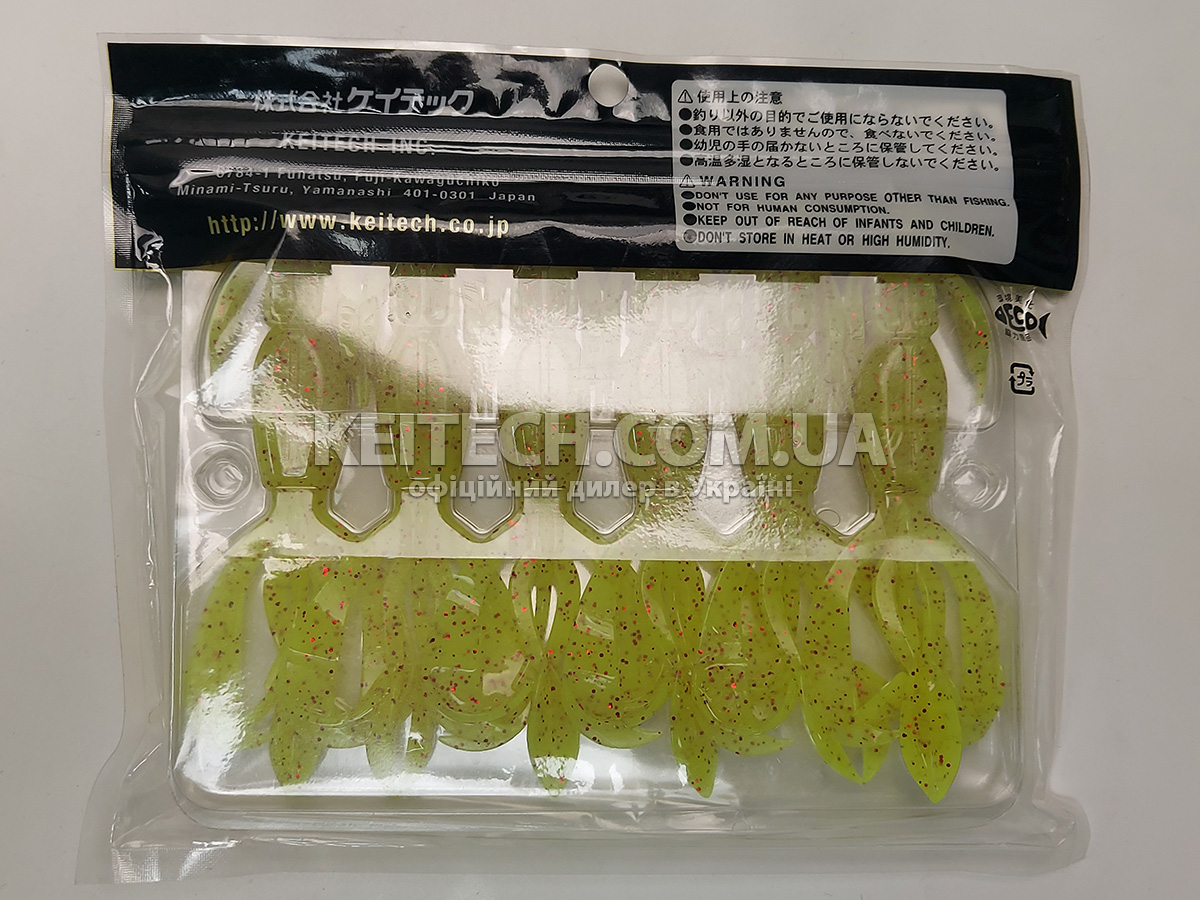 株式会社ケイテック
KEITECH INC.
6784-1 Funatsu, Fuji-Kawaguchiko
Minami-Tsuru, Yamanashi 401-0301 Japan
http://www.keitech.co.jp
⚠使用上の注意
●釣り以外の目的でご使用にならないでください。
●食用ではありませんので、食べないでください。
●幼児の手の届かないところに保管してください。
●高温多湿となるところに保管しないでください。
⚠WARNING
●DON'T USE FOR ANY PURPOSE OTHER THAN FISHING.
●NOT FOR HUMAN CONSUMPTION.
●KEEP OUT OF REACH OF INFANTS AND CHILDREN.
●DON'T STORE IN HEAT OR HIGH HUMIDITY.
環境美化
ECO
協力商品
プラ
KEITECH.COM.UA
офіційний дилер в Україні